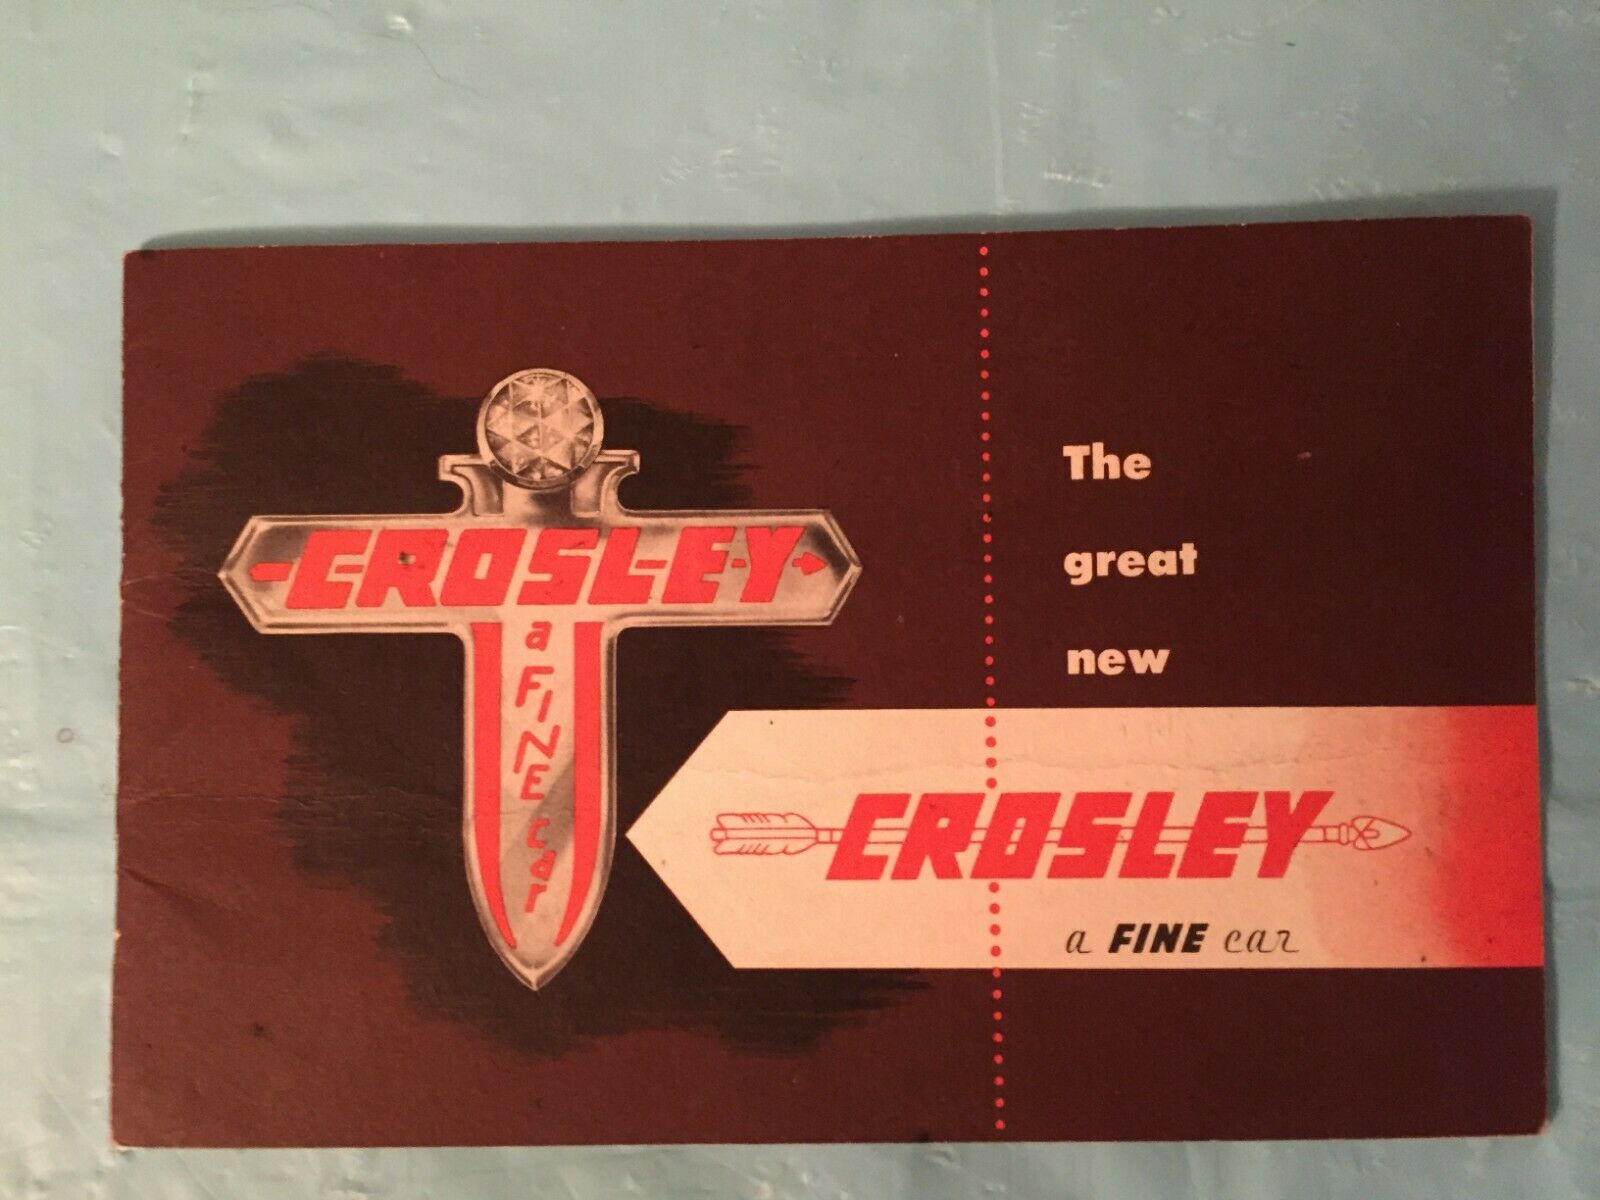 CROSLEY
a
FINE
car
The
great
new
CROSLEY
a FINE car